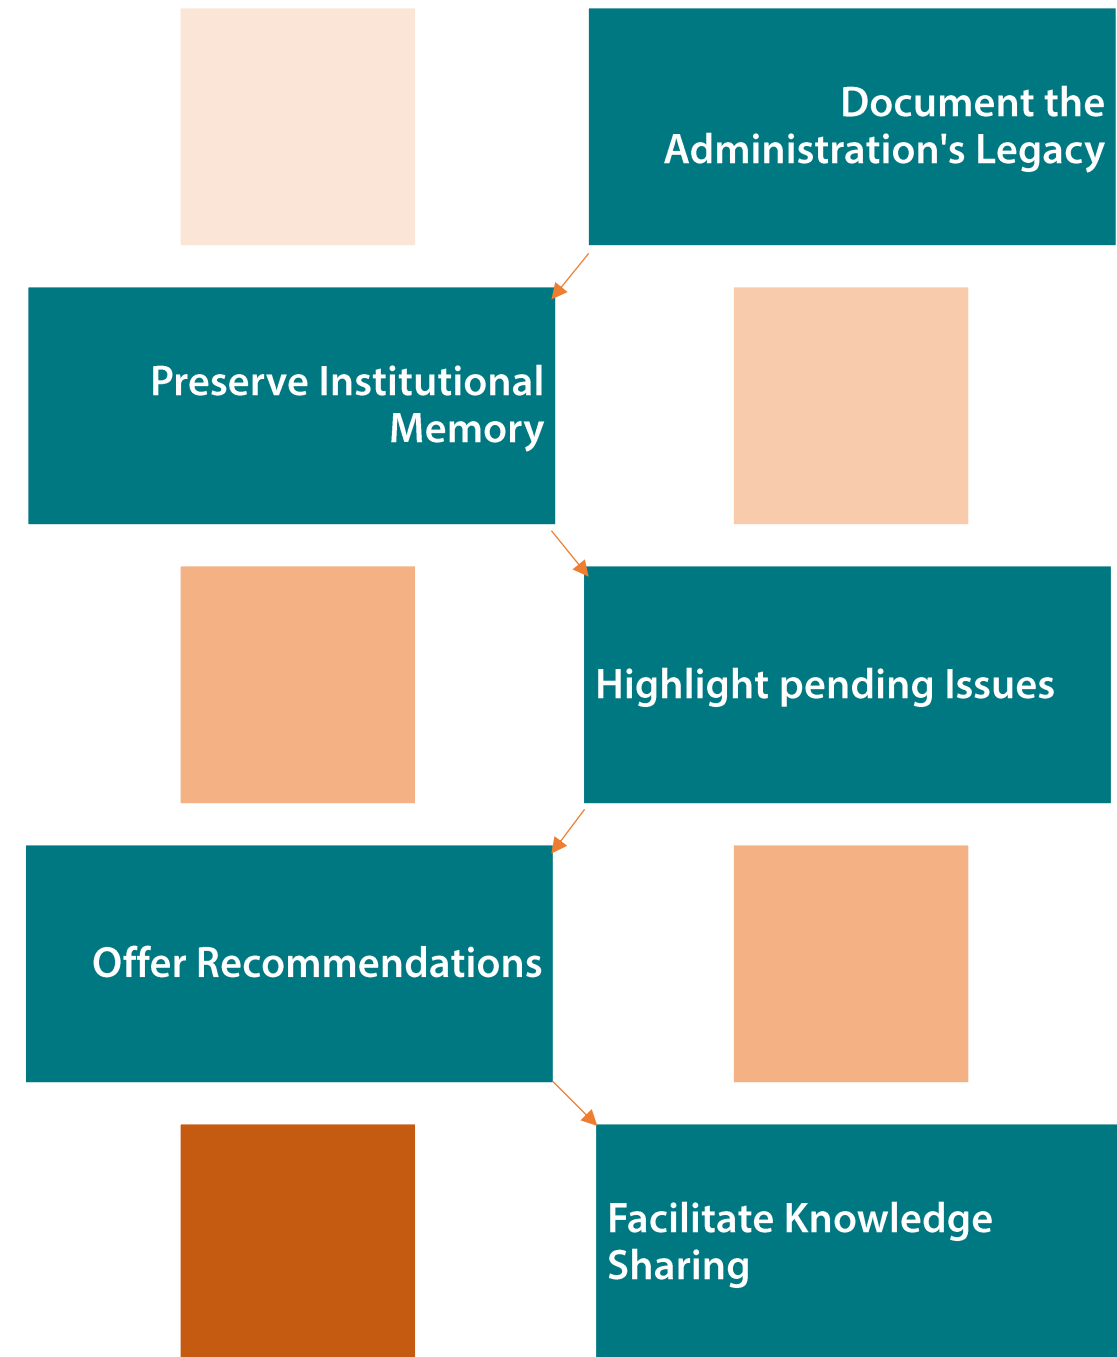 Document the
Administration's Legacy
Preserve Institutional
Memory
Highlight pending Issues
Offer Recommendations
Facilitate Knowledge
Sharing